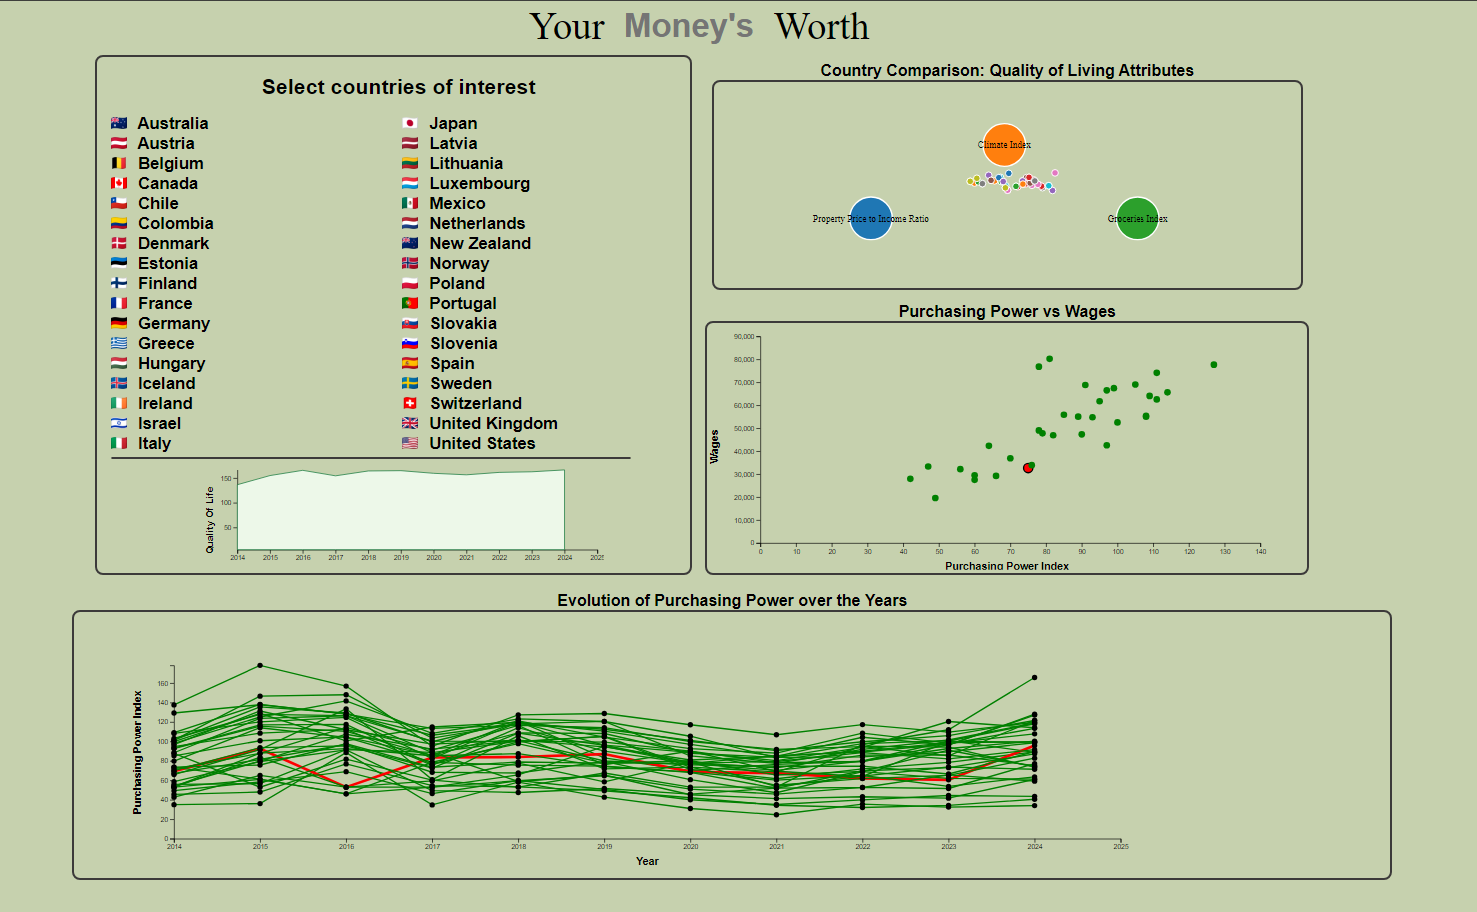 Your Money's Worth
Select countries of interest
Australia
Austria
Belgium
Canada
Chile
Colombia
Denmark
Estonia
Finland
France
Germany
Greece
Hungary
Iceland
Ireland
Israel
Italy
Japan
Latvia
Lithuania
Luxembourg
Mexico
Netherlands
New Zealand
Norway
Poland
Portugal
Slovakia
Slovenia
Spain
Sweden
Switzerland
United Kingdom
United States
Quality Of Life
150
100
50
2014 2015 2016 2017 2018 2019 2020 2021 2022 2023 2024 2025
Country Comparison: Quality of Living Attributes
Climate Index
Property Price to Income Ratio
Groceries Index
Purchasing Power vs Wages
Wages
90,000
80,000
70,000
60,000
50,000
40,000
30,000
20,000
10,000
0
0 10 20 30 40 50 60 70 80 90 100 110 120 130 140
Purchasing Power Index
Evolution of Purchasing Power over the Years
Purchasing Power Index
160
140
120
100
80
60
40
20
0
2014 2015 2016 2017 2018 2019 2020 2021 2022 2023 2024 2025
Year